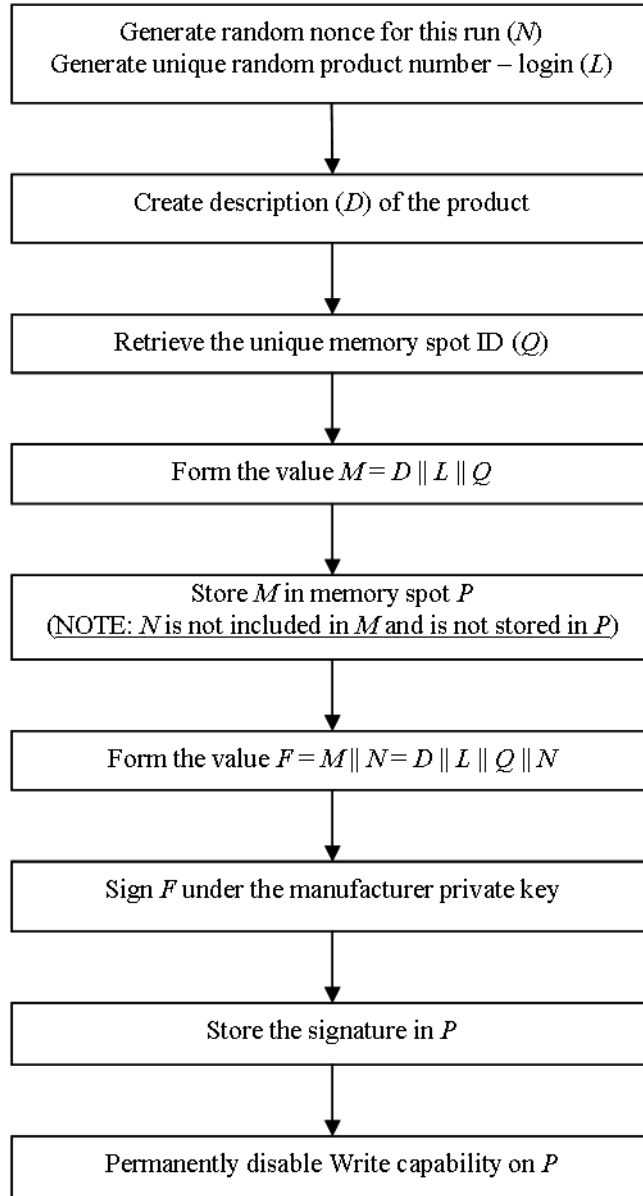 Generate random nonce for this run (N)
Generate unique random product number – login (L)
Create description (D) of the product
Retrieve the unique memory spot ID (Q)
Form the value M = D || L || Q
Store M in memory spot P
(NOTE: N is not included in M and is not stored in P)
Form the value F = M || N = D || L || Q || N
Sign F under the manufacturer private key
Store the signature in P
Permanently disable Write capability on P